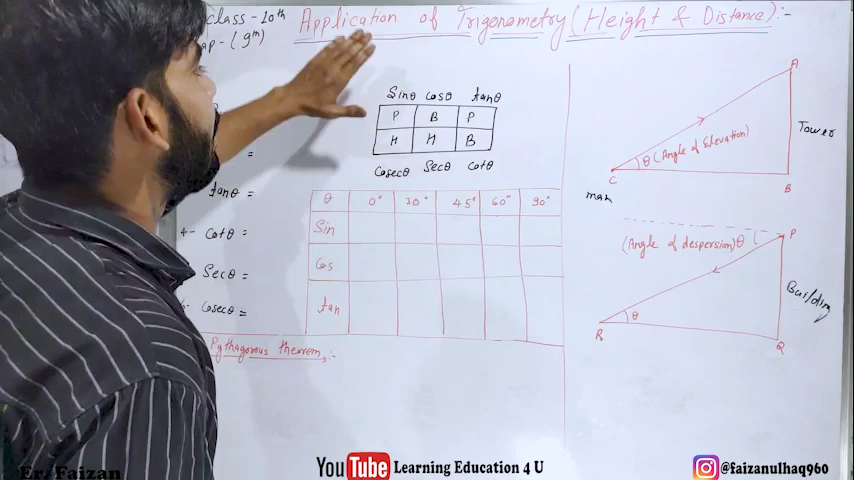 class - 10th
Application of Trigonometry (Height & Distance):-
ap - (9th)
Sinθ cosθ tanθ
P B P
H H B
Cosecθ Secθ Cotθ
=
tanθ =
Cotθ =
Secθ =
Cosecθ =
θ 0° 30° 45° 60° 90°
Sin
Cos
tan
Pythagorous theorem,:-
A
Tower
θ (Angle of Elevation)
C
B
man
P
(Angle of despersion) θ
Building
θ
R
Q
Er. Faizan
YouTube Learning Education 4 U
@faizanulhaq960